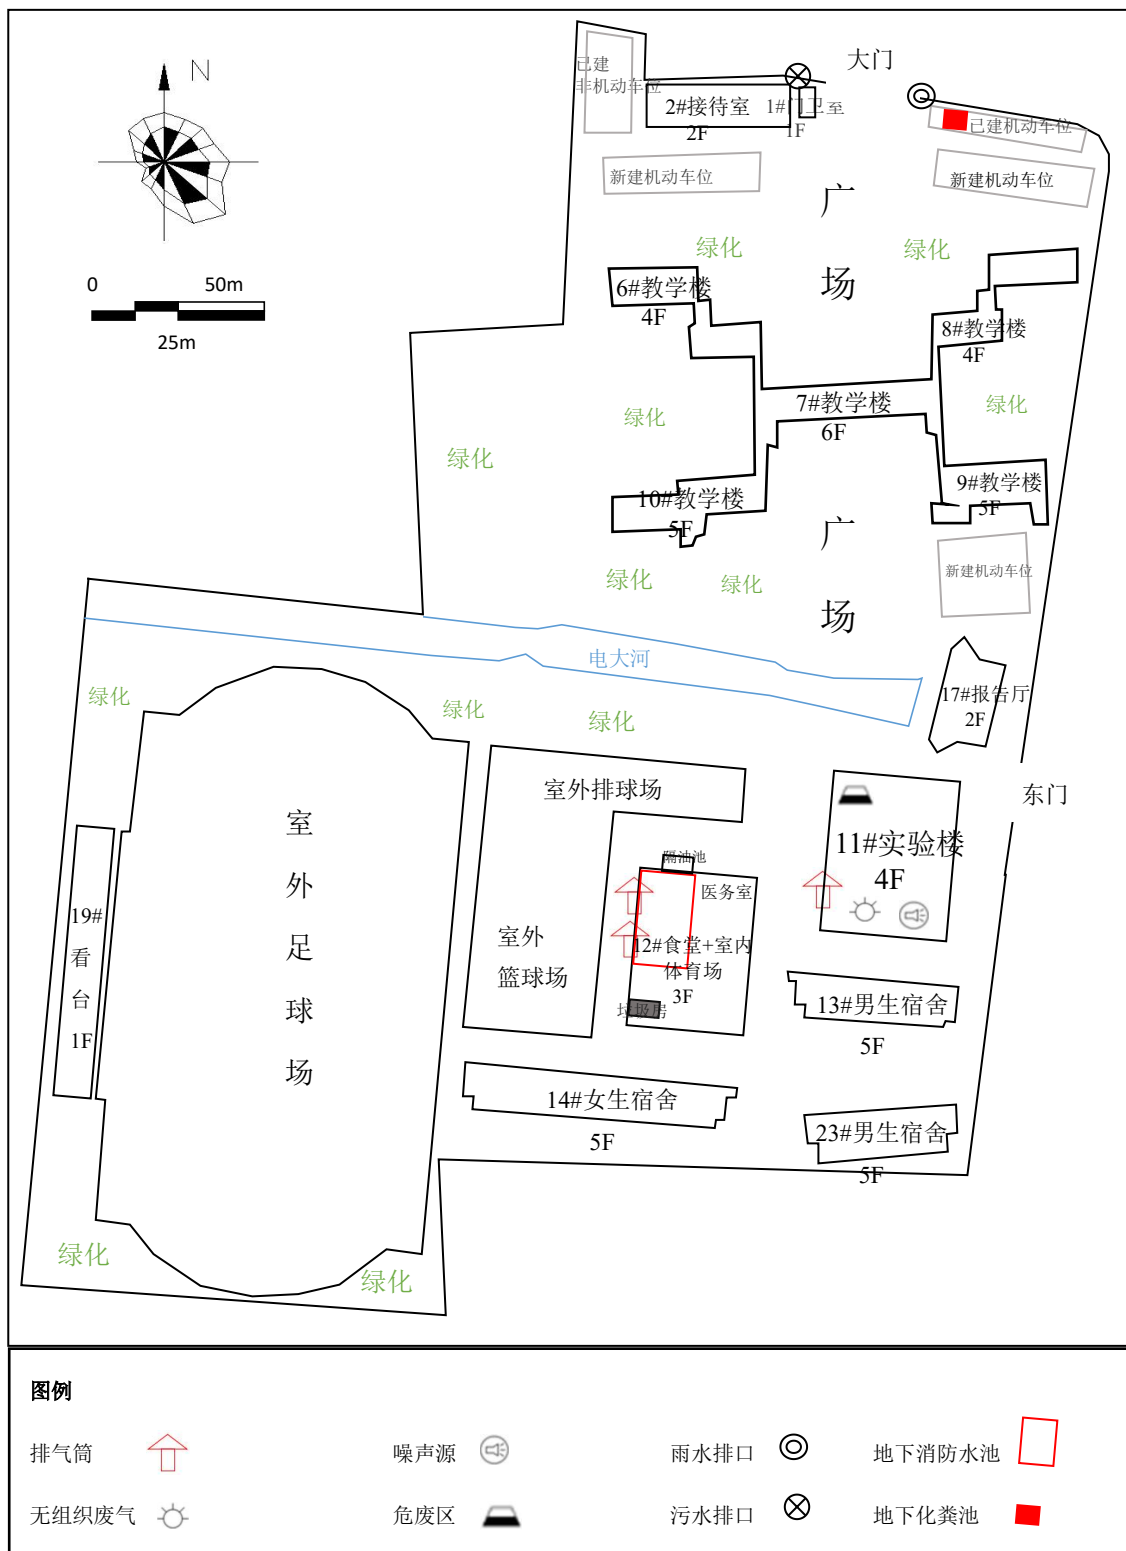 N
0
50m
25m
大门
已建
非机动车位
2#接待室
2F
1#门卫至
1F
已建机动车位
新建机动车位
新建机动车位
广
场
绿化
绿化
6#教学楼
4F
8#教学楼
4F
7#教学楼
6F
绿化
绿化
绿化
10#教学楼
5F
9#教学楼
5F
广
场
新建机动车位
绿化
绿化
电大河
17#报告厅
2F
绿化
绿化
绿化
东门
室外排球场
室
外
足
球
场
11#实验楼
4F
隔油池
医务室
19#
看
台
1F
室外
篮球场
12#食堂+室内
体育场
3F
垃圾房
13#男生宿舍
5F
14#女生宿舍
5F
23#男生宿舍
5F
绿化
绿化
图例
排气筒
噪声源
雨水排口
地下消防水池
无组织废气
危废区
污水排口
地下化粪池